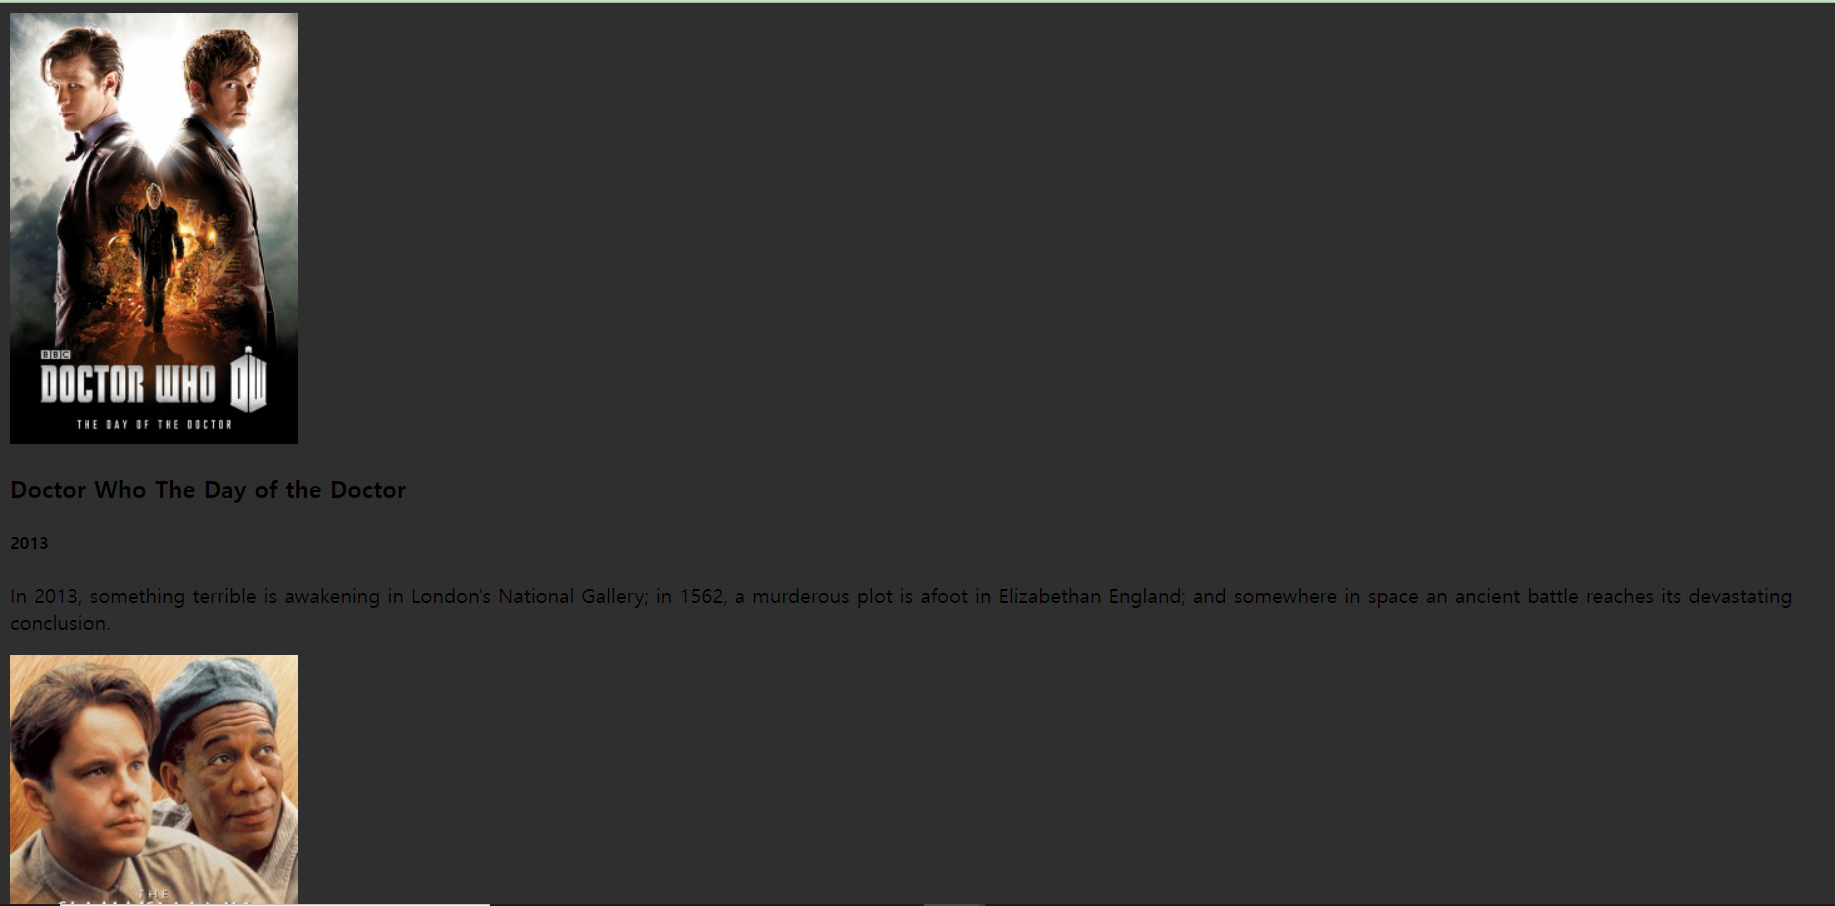 BBC
DOCTOR WHO DW
THE DAY OF THE DOCTOR
Doctor Who The Day of the Doctor
2013
In 2013, something terrible is awakening in London's National Gallery; in 1562, a murderous plot is afoot in Elizabethan England; and somewhere in space an ancient battle reaches its devastating
conclusion.
THE